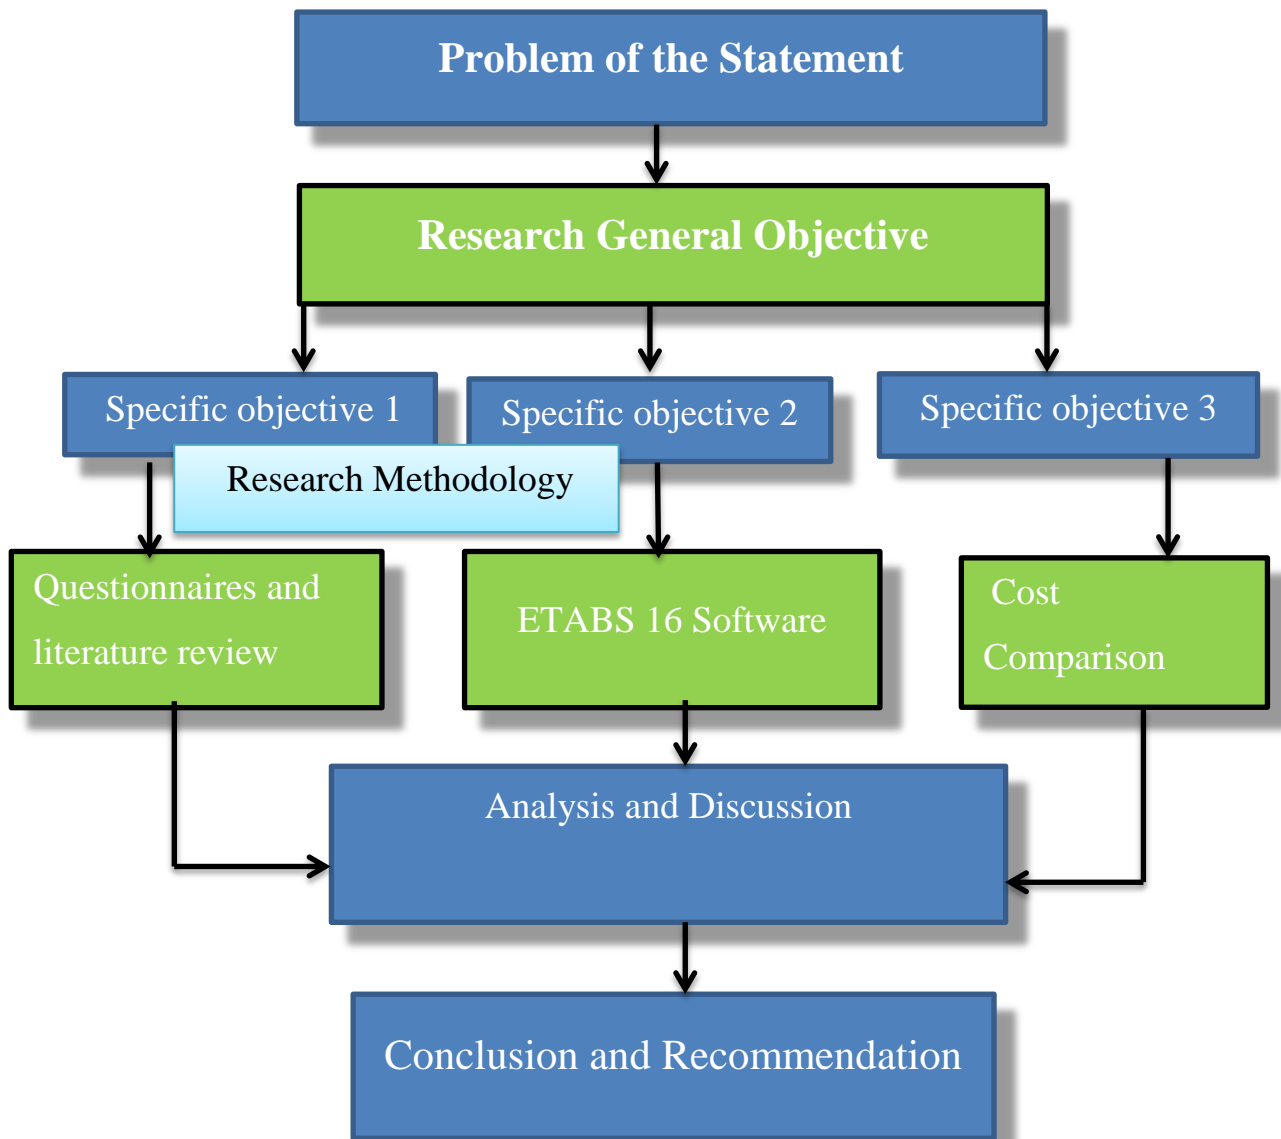 Problem of the Statement
Research General Objective
Specific objective 1
Specific objective 2
Specific objective 3
Research Methodology
Questionnaires and
literature review
ETABS 16 Software
Cost
Comparison
Analysis and Discussion
Conclusion and Recommendation